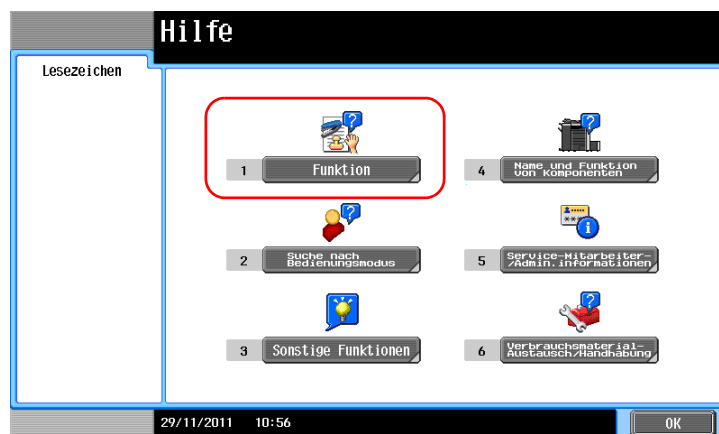 Hilfe
Lesezeichen
1 Funktion
4 Name und Funktion
von Komponenten
2 Suche nach
Bedienungsmodus
5 Service-Mitarbeiter-
/Admin.informationen
3 Sonstige Funktionen
6 Verbrauchsmaterial-
Austausch/Handhabung
29/11/2011 10:56
OK